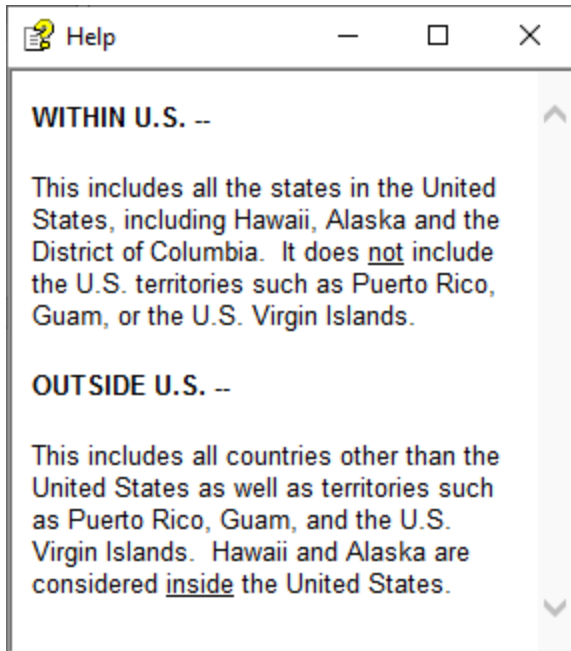 Help
WITHIN U.S. --
This includes all the states in the United
States, including Hawaii, Alaska and the
District of Columbia.  It does not include
the U.S. territories such as Puerto Rico,
Guam, or the U.S. Virgin Islands.
OUTSIDE U.S. --
This includes all countries other than the
United States as well as territories such
as Puerto Rico, Guam, and the U.S.
Virgin Islands.  Hawaii and Alaska are
considered inside the United States.